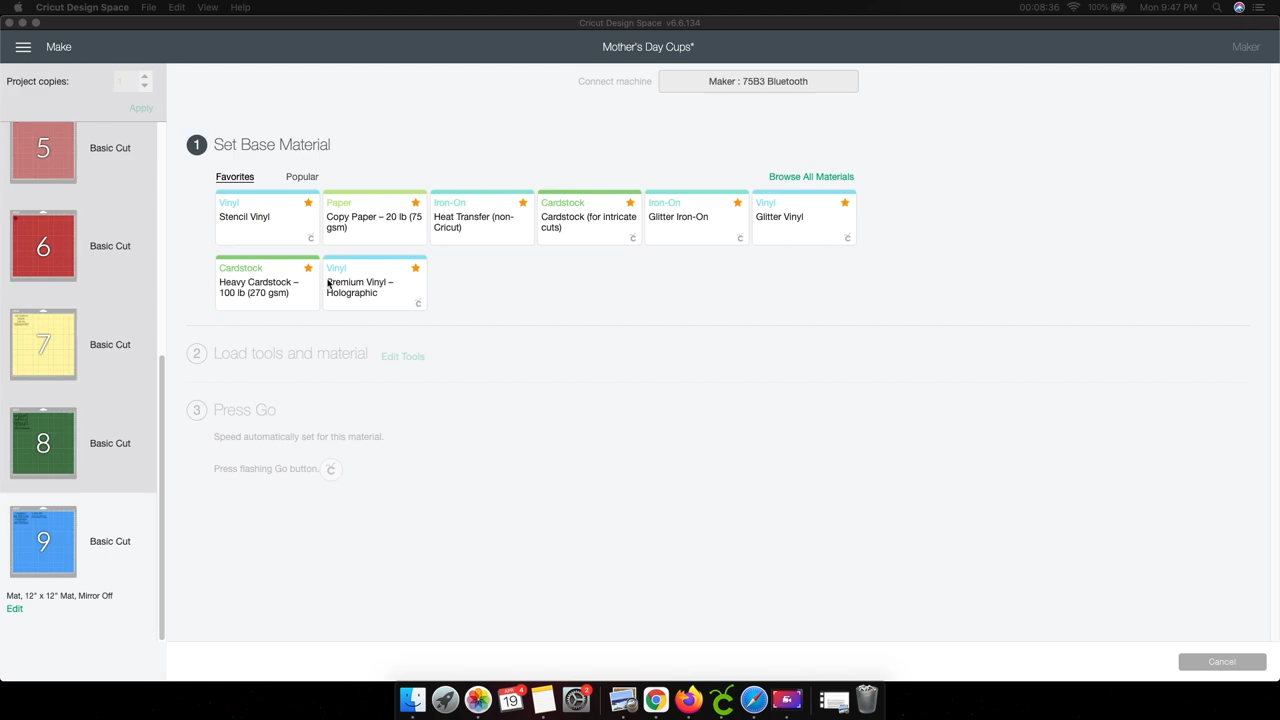 Cricut Design Space File Edit View Help 00:08:36 100% Mon 9:47 PM
Cricut Design Space v6.6.134
Make Mother's Day Cups* Maker
Project copies: 1
Apply
Connect machine Maker : 75B3 Bluetooth
5 Basic Cut
6 Basic Cut
7 Basic Cut
8 Basic Cut
9 Basic Cut
Mat, 12" x 12" Mat, Mirror Off
Edit
1 Set Base Material
Favorites Popular Browse All Materials
Vinyl
Stencil Vinyl
Paper
Copy Paper – 20 lb (75
gsm)
Iron-On
Heat Transfer (non-
Cricut)
Cardstock
Cardstock (for intricate
cuts)
Iron-On
Glitter Iron-On
Vinyl
Glitter Vinyl
Cardstock
Heavy Cardstock –
100 lb (270 gsm)
Vinyl
Premium Vinyl –
Holographic
2 Load tools and material Edit Tools
3 Press Go
Speed automatically set for this material.
Press flashing Go button.
Cancel
APR 4
19
2